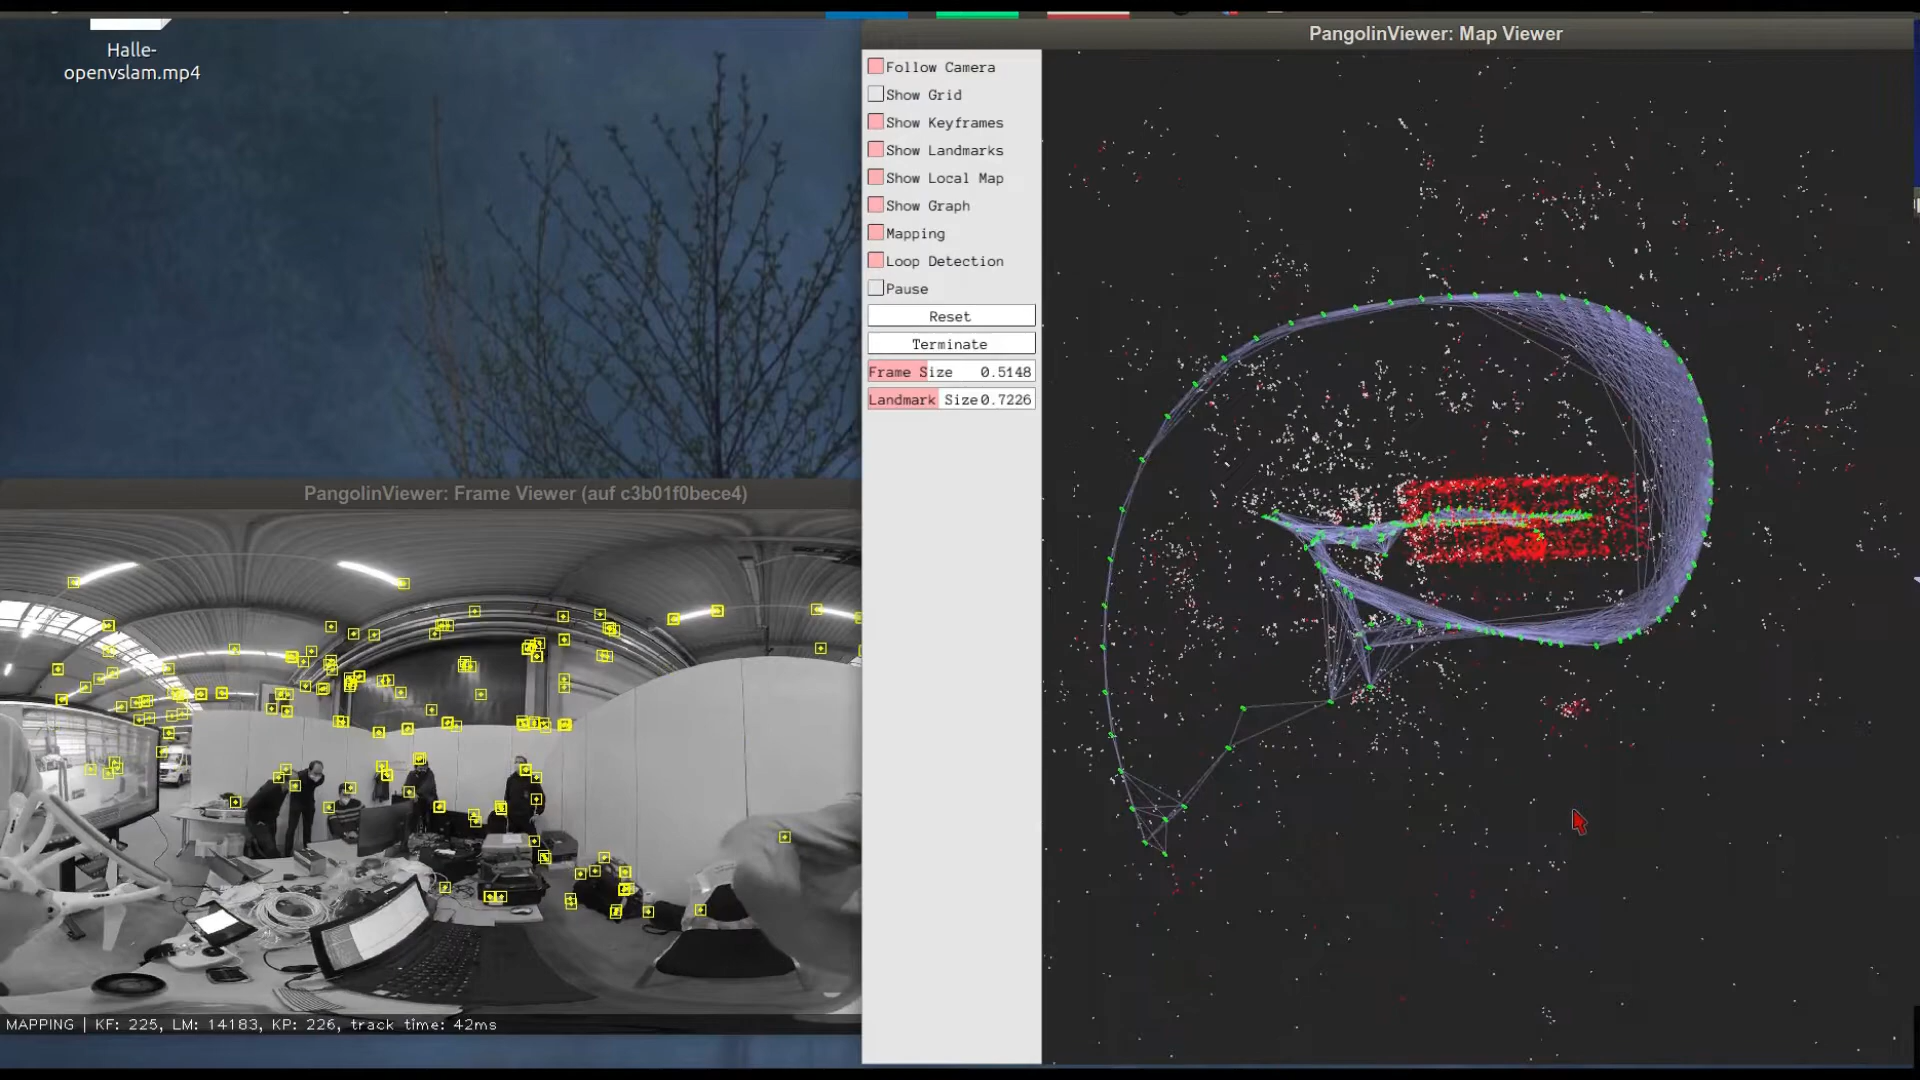 Halle-
openvslam.mp4
PangolinViewer: Map Viewer
Follow Camera
Show Grid
Show Keyframes
Show Landmarks
Show Local Map
Show Graph
Mapping
Loop Detection
Pause
Reset
Terminate
Frame Size 0.5148
Landmark Size 0.7226
PangolinViewer: Frame Viewer (auf c3b01f0bece4)
MAPPING | KF: 225, LM: 14183, KP: 226, track time: 42ms